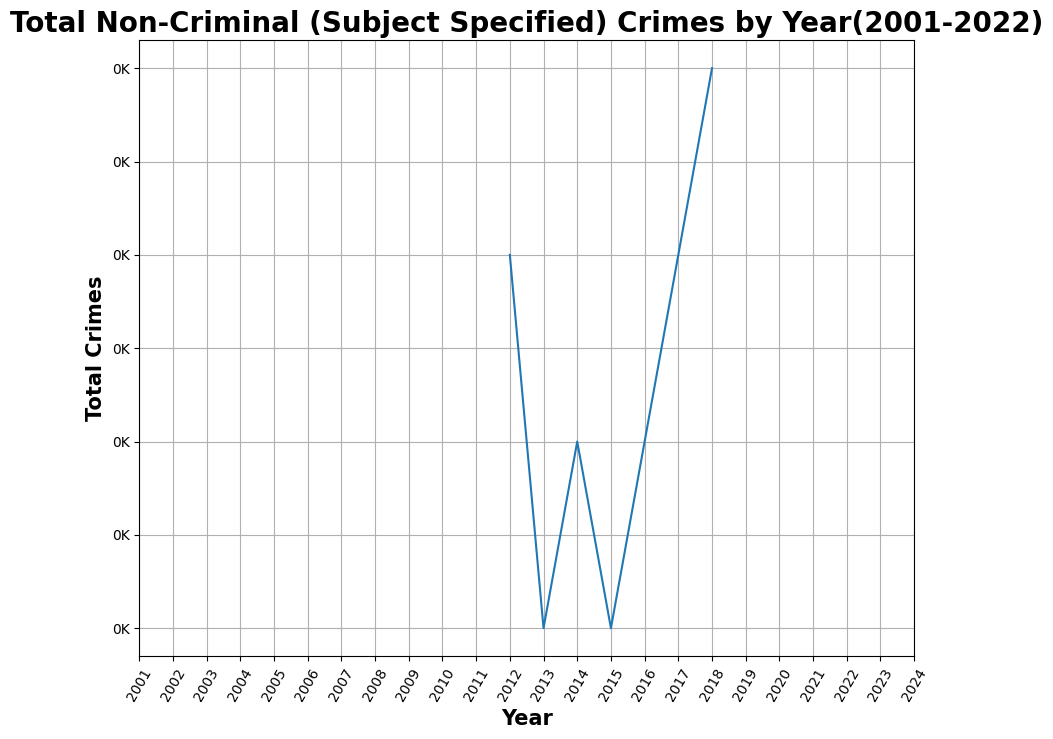 Total Non-Criminal (Subject Specified) Crimes by Year(2001-2022)
0K
0K
0K
0K
0K
0K
0K
Total Crimes
2001
2002
2003
2004
2005
2006
2007
2008
2009
2010
2011
2012
2013
2014
2015
2016
2017
2018
2019
2020
2021
2022
2023
2024
Year